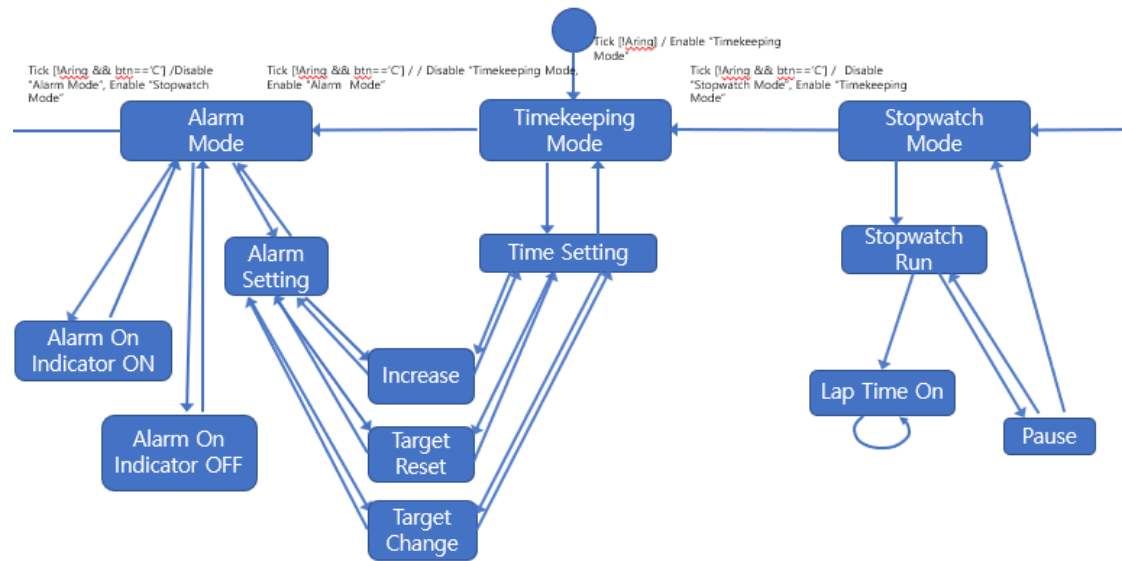 Tick [!Aring] / Enable “Timekeeping
Mode”
Tick [!Aring && btn==‘C’] /Disable
“Alarm Mode”, Enable “Stopwatch
Mode”
Tick [!Aring && btn==‘C’] / / Disable “Timekeeping Mode,
Enable “Alarm Mode”
Tick [!Aring && btn==‘C’] / Disable
“Stopwatch Mode”, Enable “Timekeeping
Mode”
Alarm
Mode
Timekeeping
Mode
Stopwatch
Mode
Alarm
Setting
Time Setting
Stopwatch
Run
Alarm On
Indicator ON
Increase
Lap Time On
Alarm On
Indicator OFF
Target
Reset
Pause
Target
Change